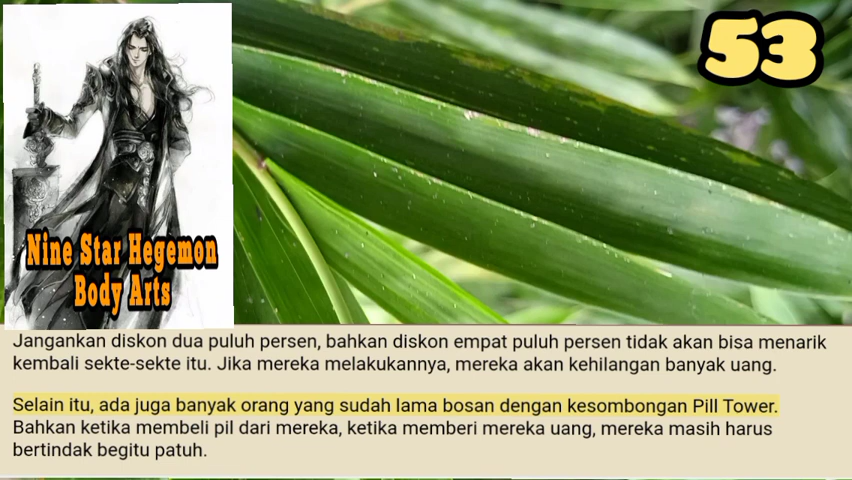 53
Nine Star Hegemon
Body Arts
Jangankan diskon dua puluh persen, bahkan diskon empat puluh persen tidak akan bisa menarik
kembali sekte-sekte itu. Jika mereka melakukannya, mereka akan kehilangan banyak uang.
Selain itu, ada juga banyak orang yang sudah lama bosan dengan kesombongan Pill Tower.
Bahkan ketika membeli pil dari mereka, ketika memberi mereka uang, mereka masih harus
bertindak begitu patuh.